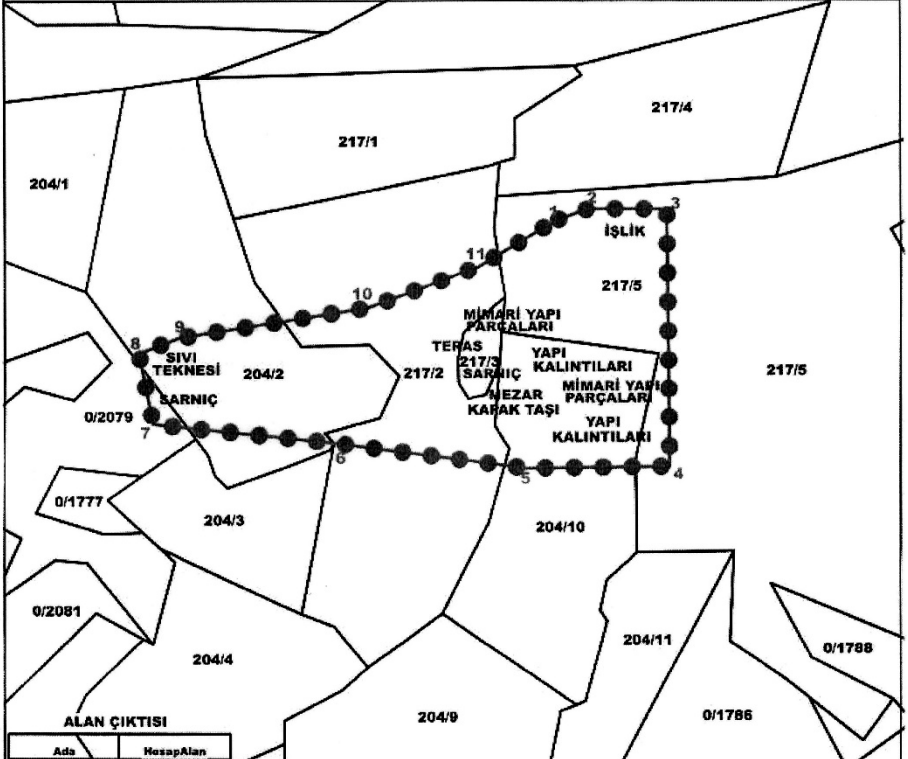 217/4
217/1
204/1
1
2
3
İŞLİK
11
217/5
10
MİMARİ YAPI
PARÇALARI
9
8
SIVI
TEKNESİ
TERAS
YAPI
KALINTILARI
204/2
217/2
217/3
SARNIÇ
217/5
MİMARİ YAPI
PARÇALARI
SARNIÇ
MEZAR
KAPAK TAŞI
0/2079
7
YAPI
KALINTILARI
6
5
4
0/1777
204/3
204/10
0/2081
204/4
204/11
0/1788
204/9
0/1786
ALAN ÇIKTISI
Ada HesapAlan